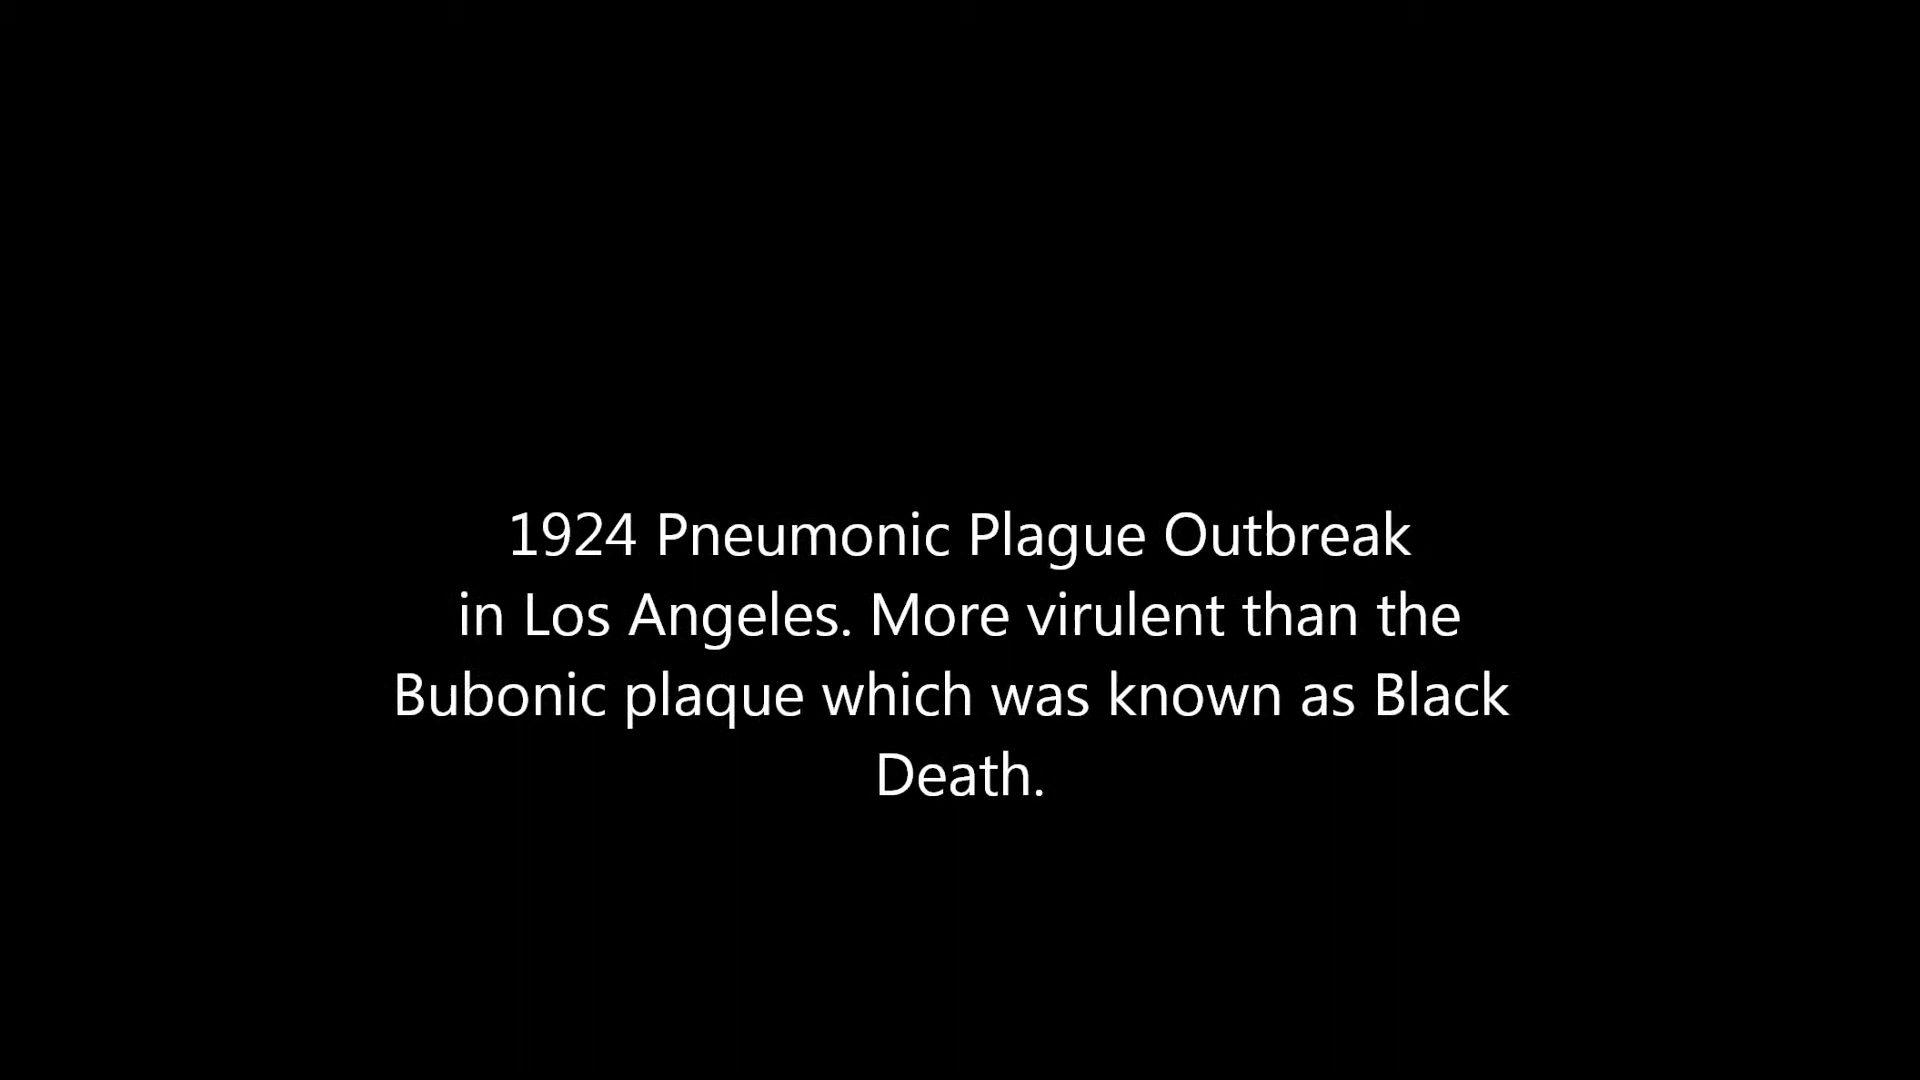 1924 Pneumonic Plague Outbreak
in Los Angeles. More virulent than the
Bubonic plaque which was known as Black
Death.